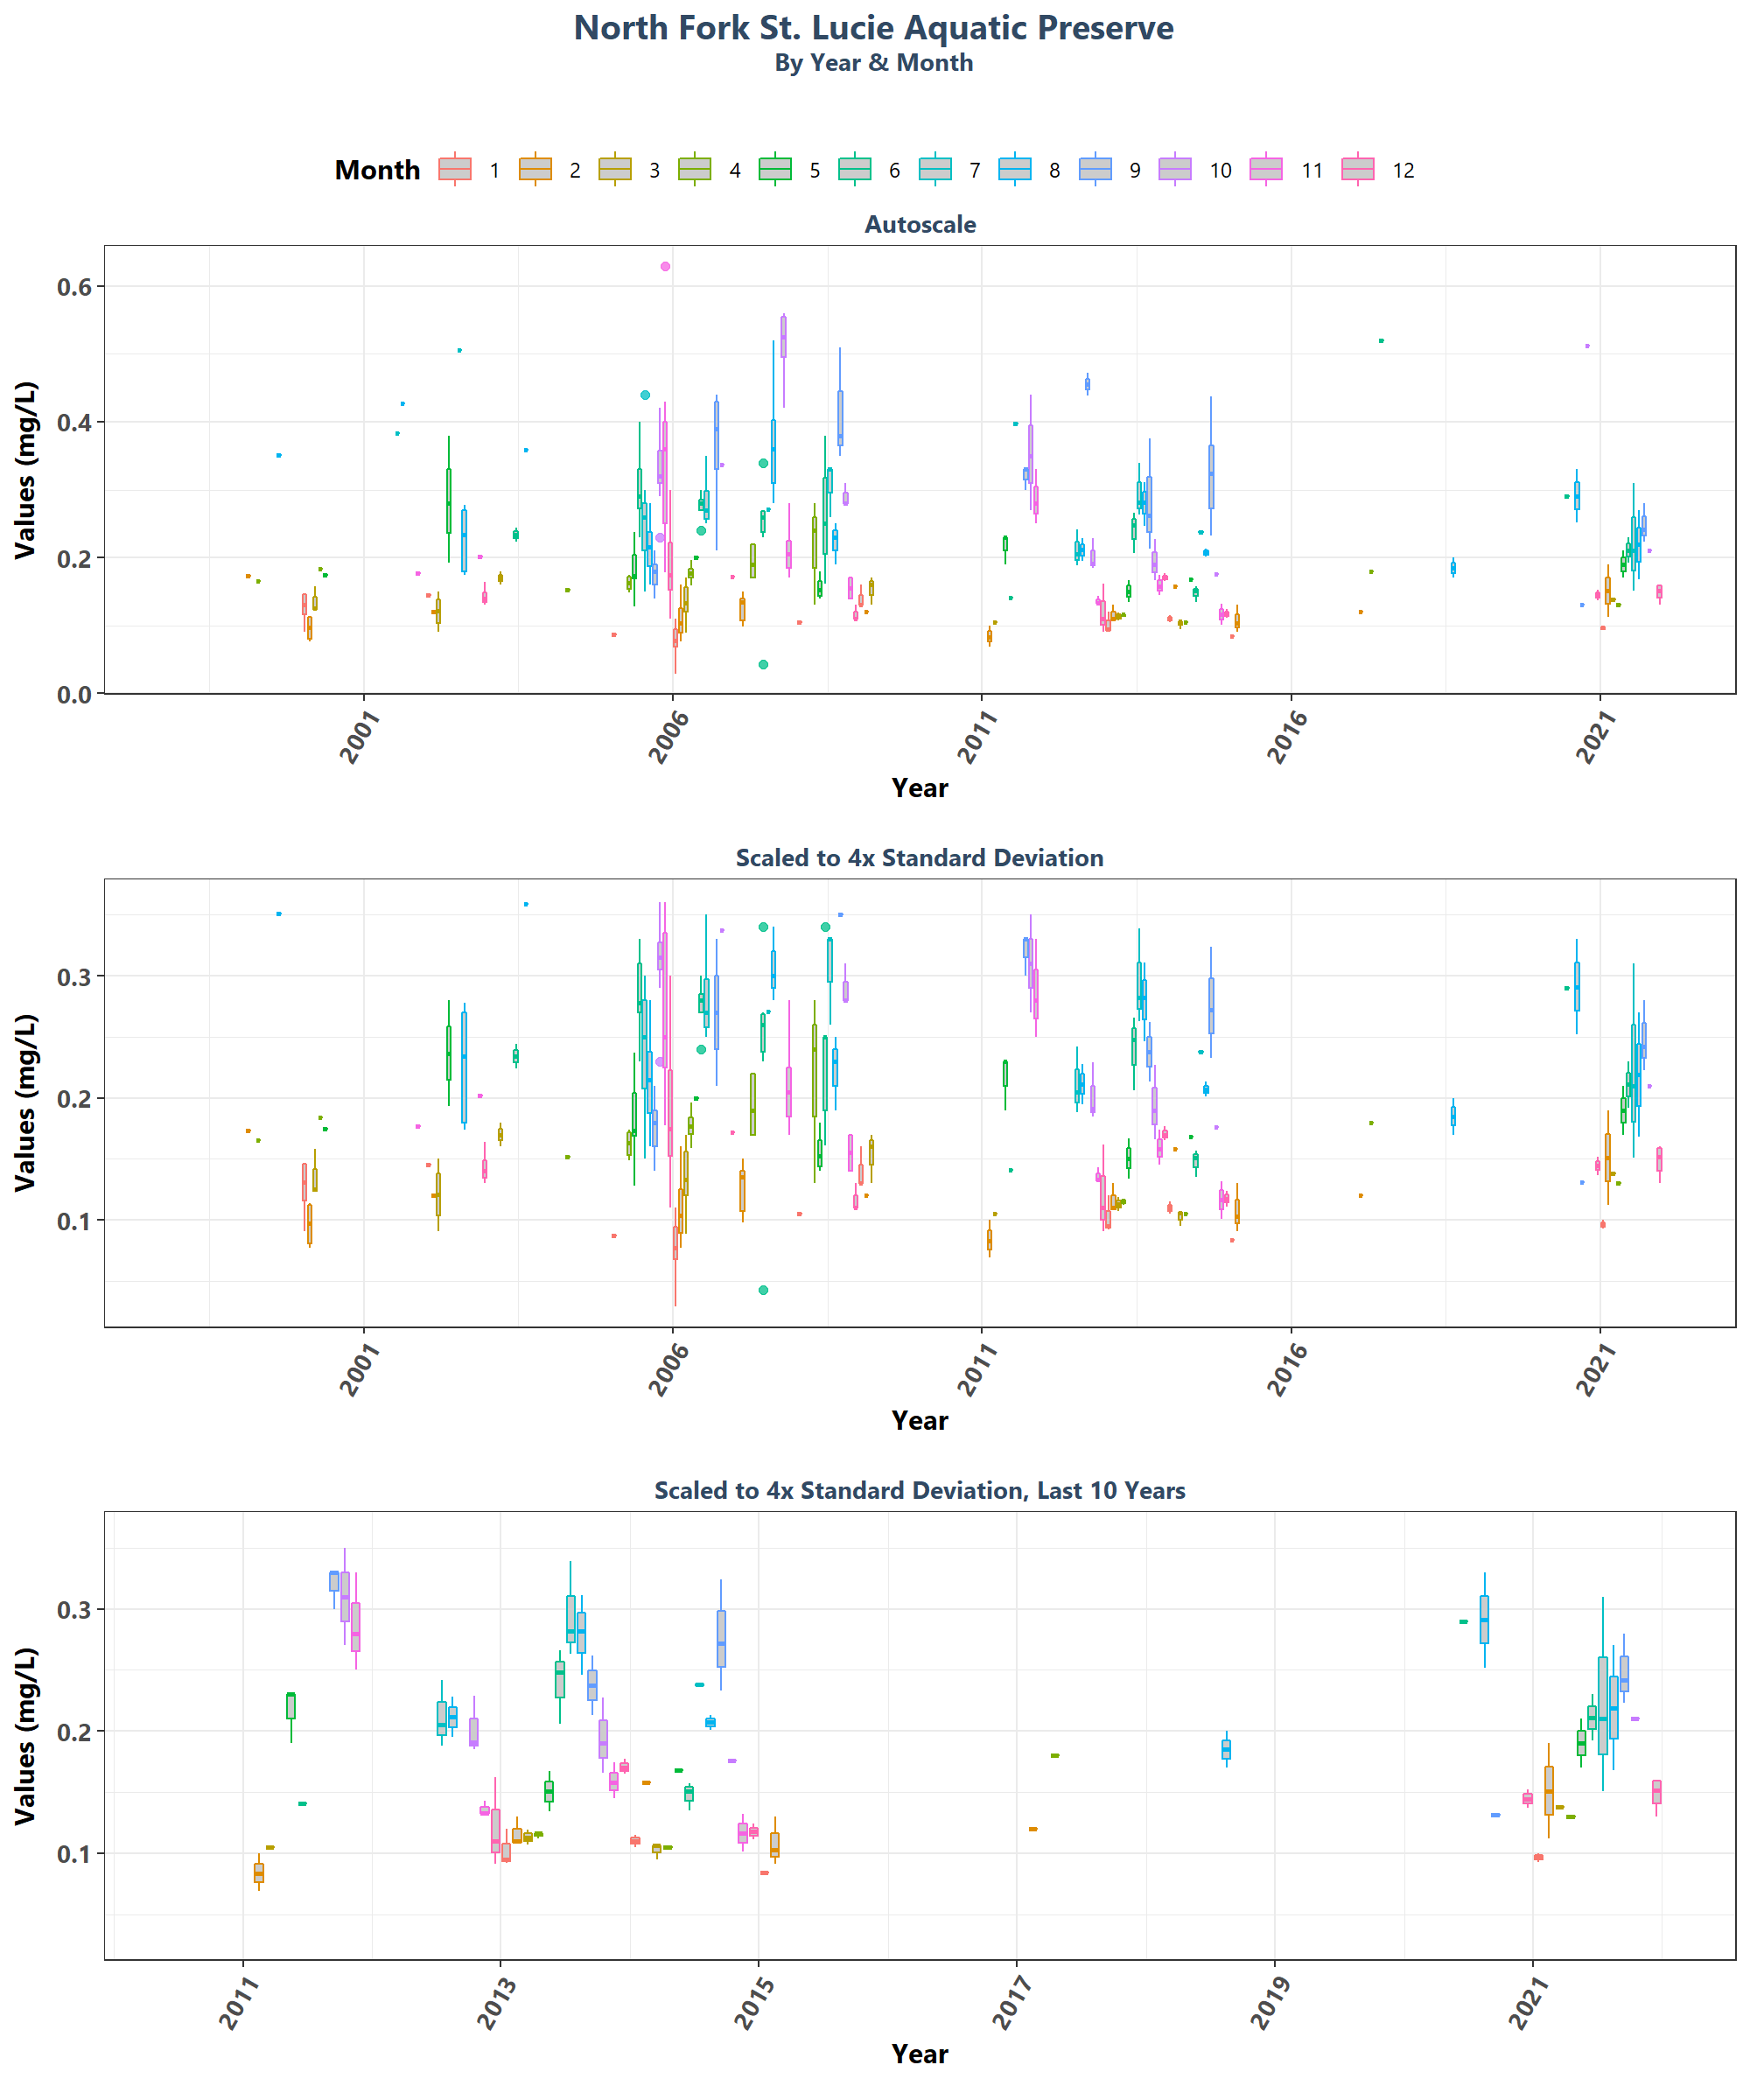 North Fork St. Lucie Aquatic Preserve
By Year & Month
Month 1 2 3 4 5 6 7 8 9 10 11 12
Autoscale
Values (mg/L)
0.6
0.4
0.2
0.0
2001 2006 2011 2016 2021
Year
Scaled to 4x Standard Deviation
Values (mg/L)
0.3
0.2
0.1
2001 2006 2011 2016 2021
Year
Scaled to 4x Standard Deviation, Last 10 Years
Values (mg/L)
0.3
0.2
0.1
2011 2013 2015 2017 2019 2021
Year